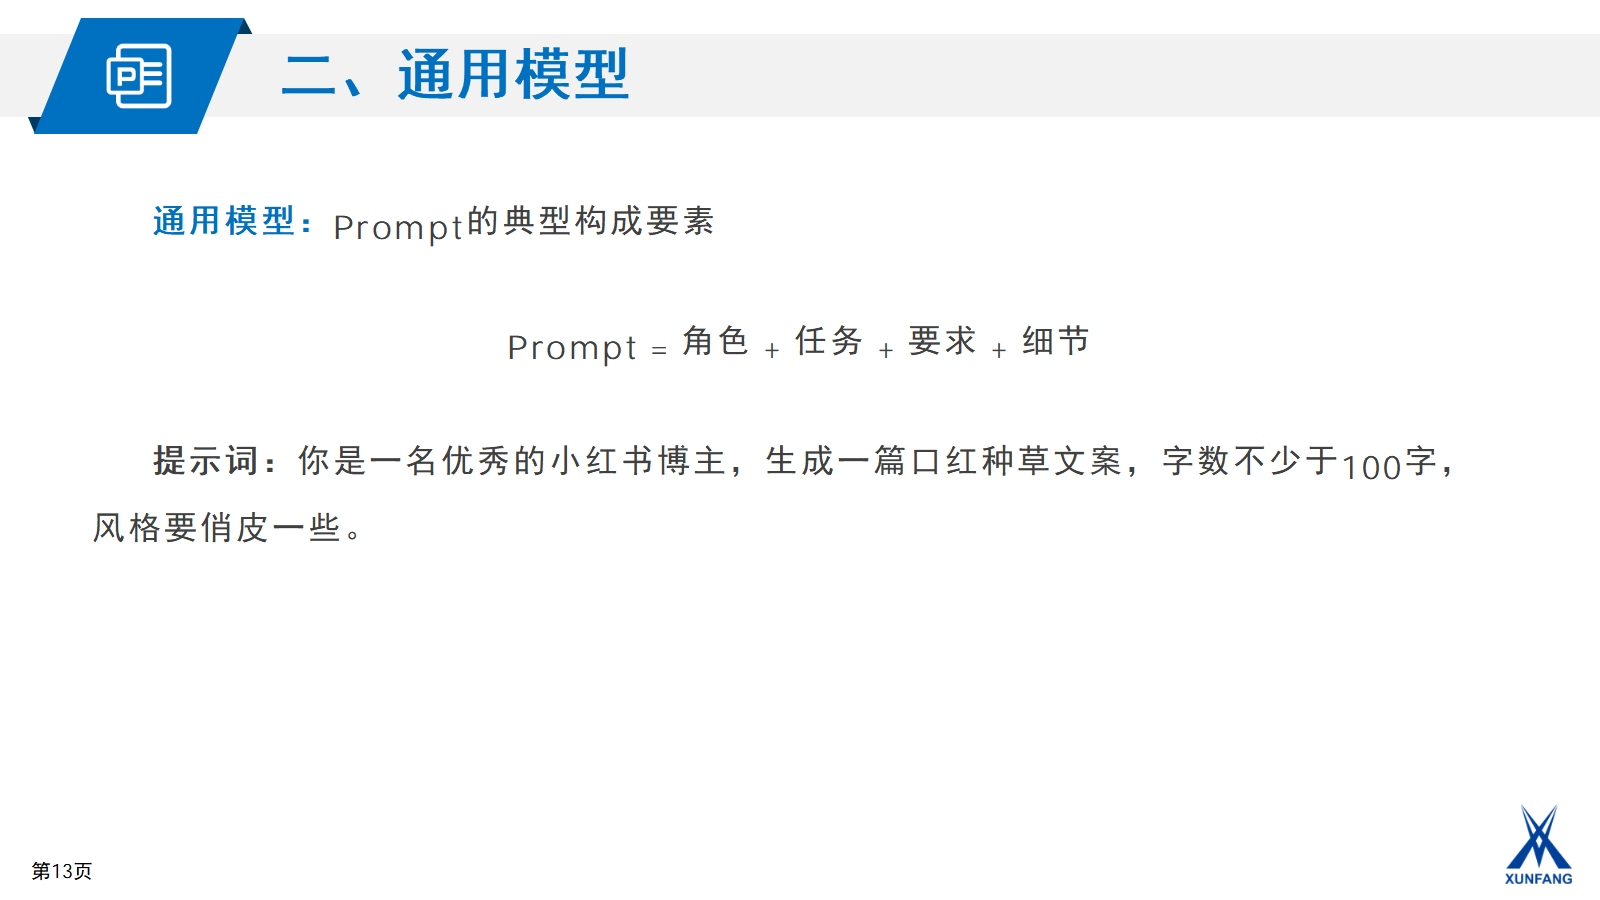 二、通用模型
通用模型：Prompt的典型构成要素
Prompt = 角色 + 任务 + 要求 + 细节
提示词：你是一名优秀的小红书博主，生成一篇口红种草文案，字数不少于100字，
风格要俏皮一些。
第13页
XUNFANG